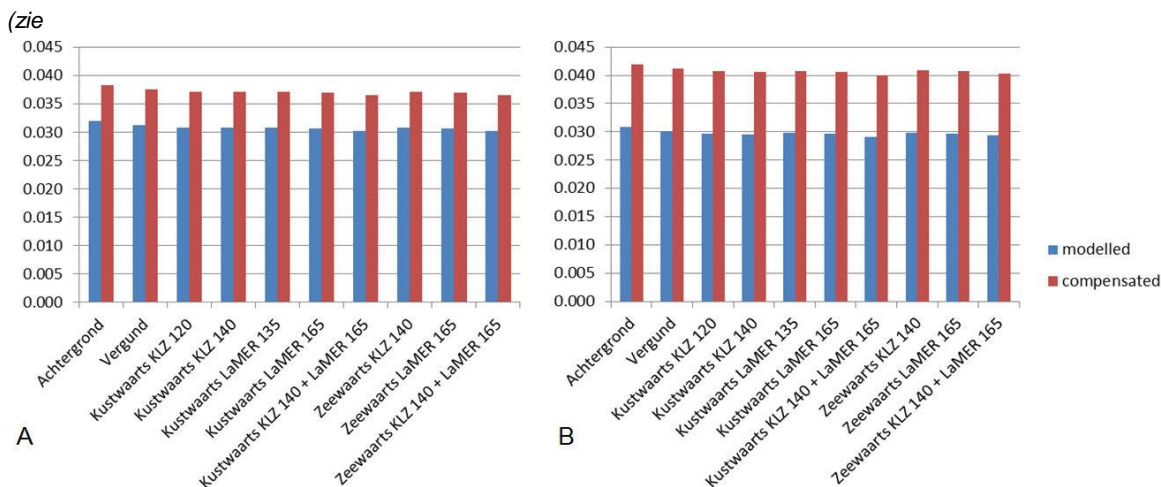 (zie
0.045
0.040
0.035
0.030
0.025
0.020
0.015
0.010
0.005
0.000
Achtergrond
Vergund
Kustwaarts KLZ 120
Kustwaarts KLZ 140
Kustwaarts LaMER 135
Kustwaarts LaMER 165
Kustwaarts KLZ 140 + LaMER 165
Zeewaarts KLZ 140
Zeewaarts LaMER 165
Zeewaarts KLZ 140 + LaMER 165
A
0.045
0.040
0.035
0.030
0.025
0.020
0.015
0.010
0.005
0.000
Achtergrond
Vergund
Kustwaarts KLZ 120
Kustwaarts KLZ 140
Kustwaarts LaMER 135
Kustwaarts LaMER 165
Kustwaarts KLZ 140 + LaMER 165
Zeewaarts KLZ 140
Zeewaarts LaMER 165
Zeewaarts KLZ 140 + LaMER 165
B
modelled
compensated